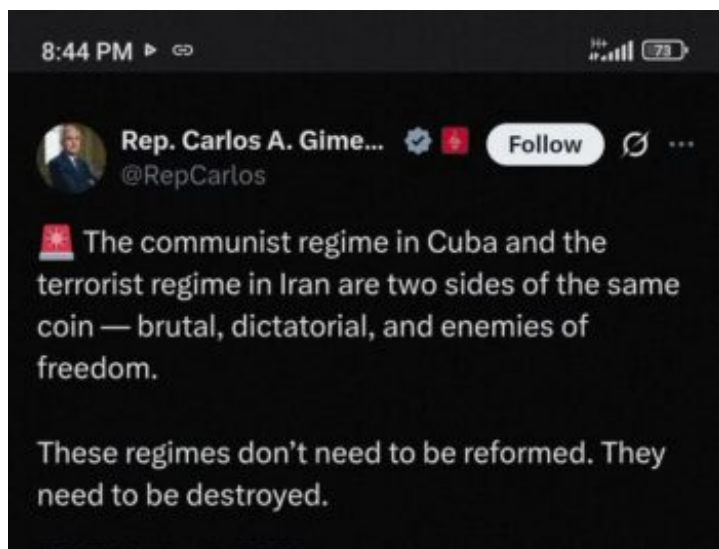 8:44 PM
H+
73
Rep. Carlos A. Gime...
Follow
@RepCarlos
🚨 The communist regime in Cuba and the
terrorist regime in Iran are two sides of the same
coin — brutal, dictatorial, and enemies of
freedom.
These regimes don’t need to be reformed. They
need to be destroyed.